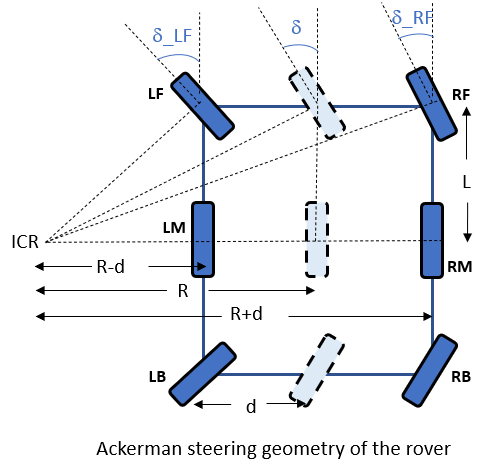 δ_LF
δ
δ_RF
LF
RF
L
LM
ICR
RM
R-d
R
R+d
LB
RB
d
Ackerman steering geometry of the rover